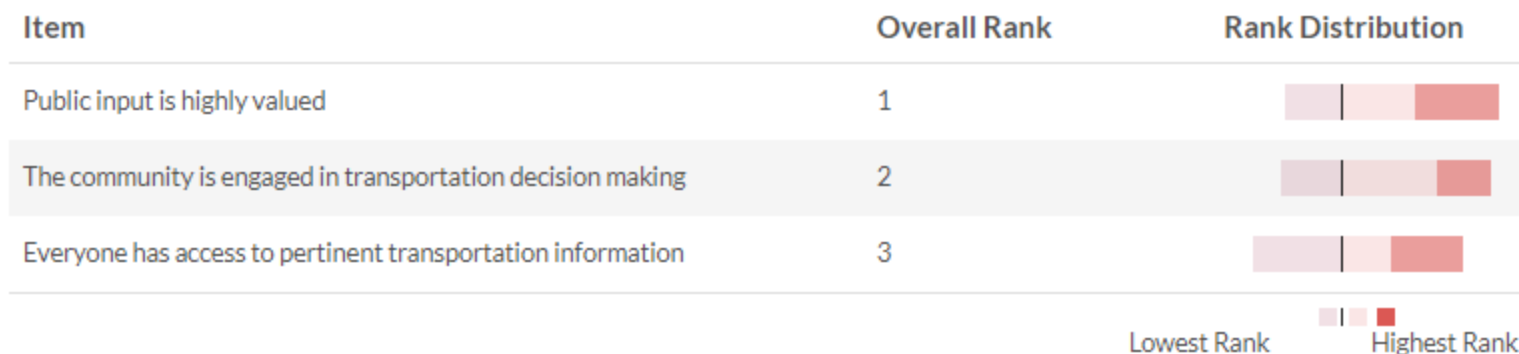 Item Overall Rank Rank Distribution
Public input is highly valued 1
The community is engaged in transportation decision making 2
Everyone has access to pertinent transportation information 3
Lowest Rank Highest Rank